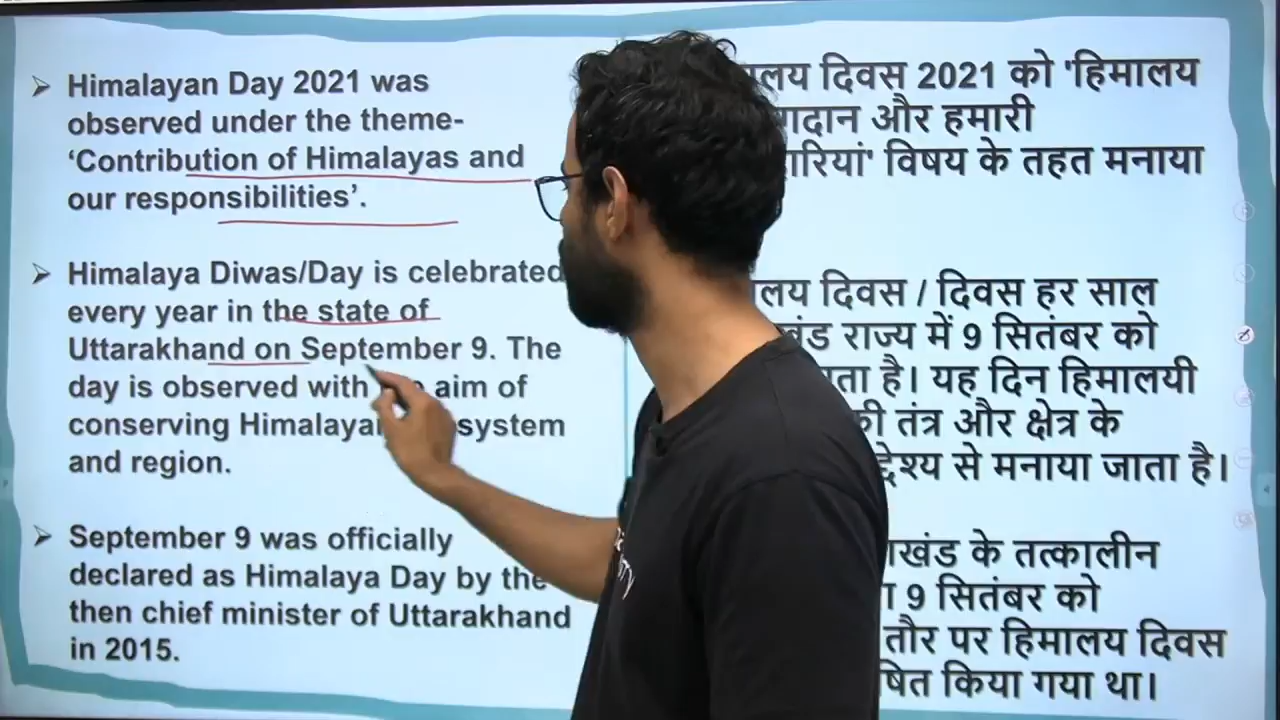 Himalayan Day 2021 was
observed under the theme-
‘Contribution of Himalayas and
our responsibilities’.
Himalaya Diwas/Day is celebrated
every year in the state of
Uttarakhand on September 9. The
day is observed with aim of
conserving
and region.
September 9 was officially
declared as Himalaya Day by the
then chief minister of Uttarakhand
in 2015.
दिवस 2021 को 'हिमालय
और हमारी
विषय के तहत मनाया
दिवस / दिवस हर साल
राज्य में 9 सितंबर को
है। यह दिन हिमालयी
तंत्र और क्षेत्र के
से मनाया जाता है।
के तत्कालीन
9 सितंबर को
तौर पर हिमालय दिवस
किया गया था।